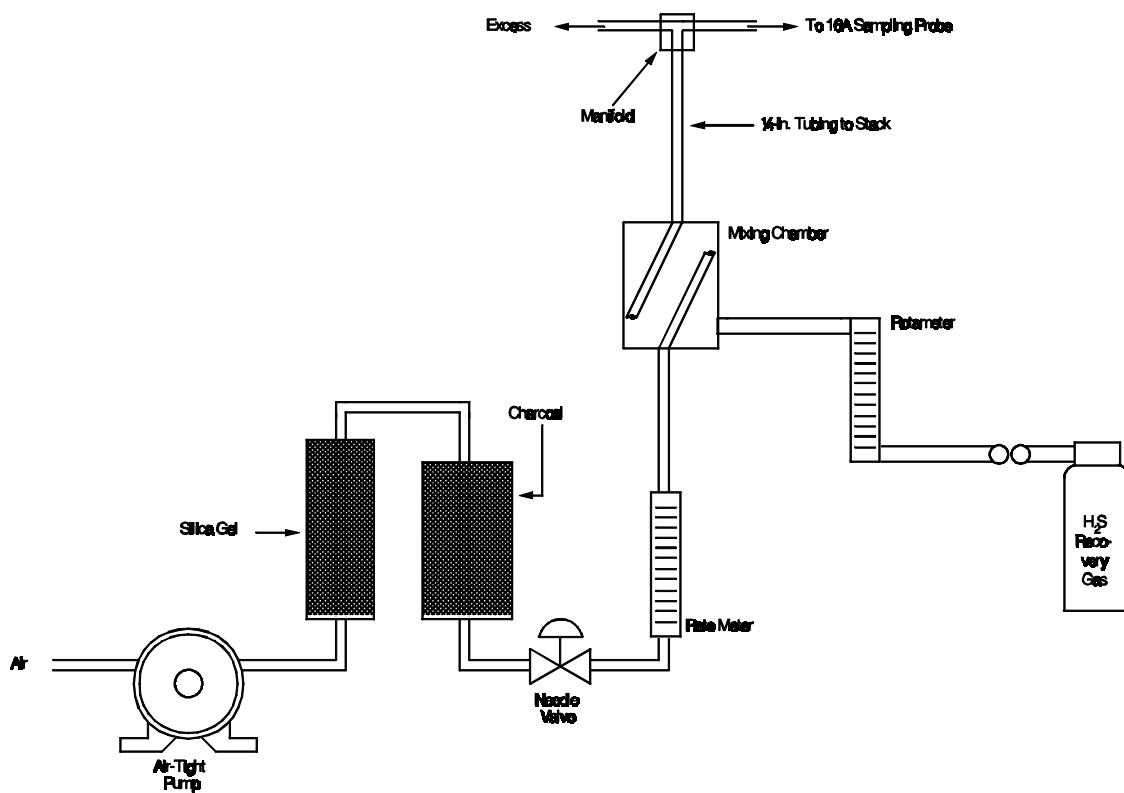 Excess
To 16A Sampling Probe
Manifold
¼-In. Tubing to Stack
Mixing Chamber
Rotameter
Charcoal
Silica Gel
H2S
Reco-
very
Gas
Rate Meter
Air
Needle
Valve
Air-Tight
Pump